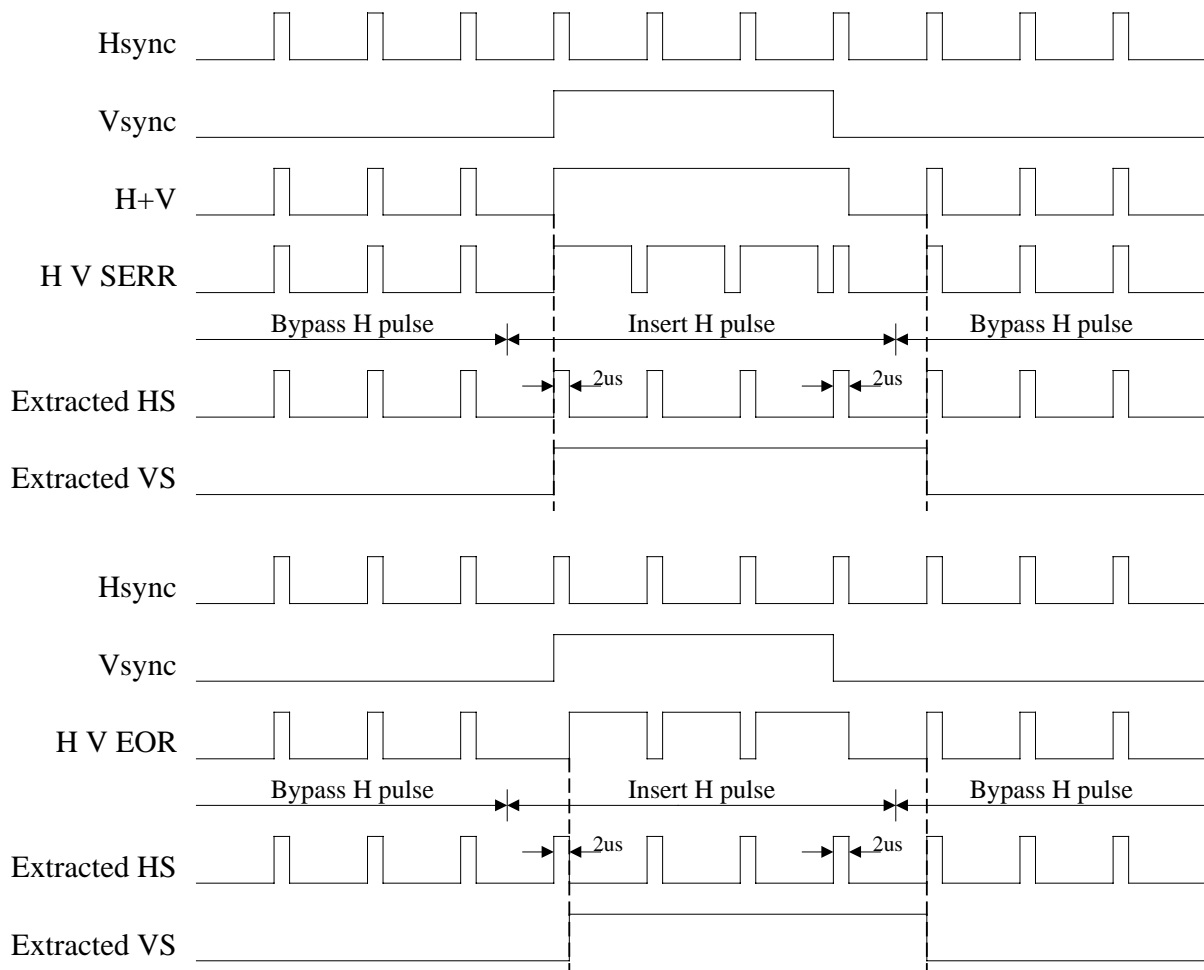 Hsync
Vsync
H+V
H V SERR
Bypass H pulse Insert H pulse Bypass H pulse
2us 2us
Extracted HS
Extracted VS
Hsync
Vsync
H V EOR
Bypass H pulse Insert H pulse Bypass H pulse
2us 2us
Extracted HS
Extracted VS